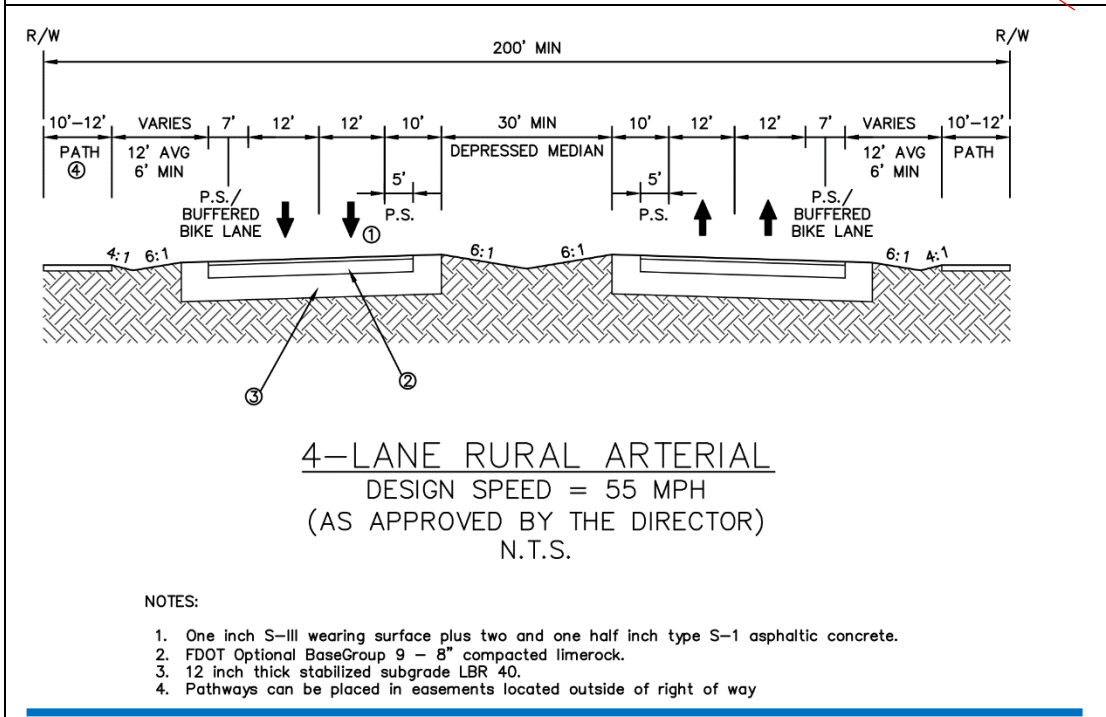 R/W
R/W
200' MIN
10'-12' VARIES 7' 12' 12' 10' 30' MIN 10' 12' 12' 7' VARIES 10'-12'
PATH 12' AVG DEPRESSED MEDIAN 12' AVG PATH
④ 6' MIN 5' 5' 6' MIN
P.S./ P.S. P.S. P.S./
BUFFERED BUFFERED
BIKE LANE ① BIKE LANE
4:1 6:1 6:1 6:1 6:1 4:1
②
③
4-LANE RURAL ARTERIAL
DESIGN SPEED = 55 MPH
(AS APPROVED BY THE DIRECTOR)
N.T.S.
NOTES:
1. One inch S-III wearing surface plus two and one half inch type S-1 asphaltic concrete.
2. FDOT Optional BaseGroup 9 - 8" compacted limerock.
3. 12 inch thick stabilized subgrade LBR 40.
4. Pathways can be placed in easements located outside of right of way